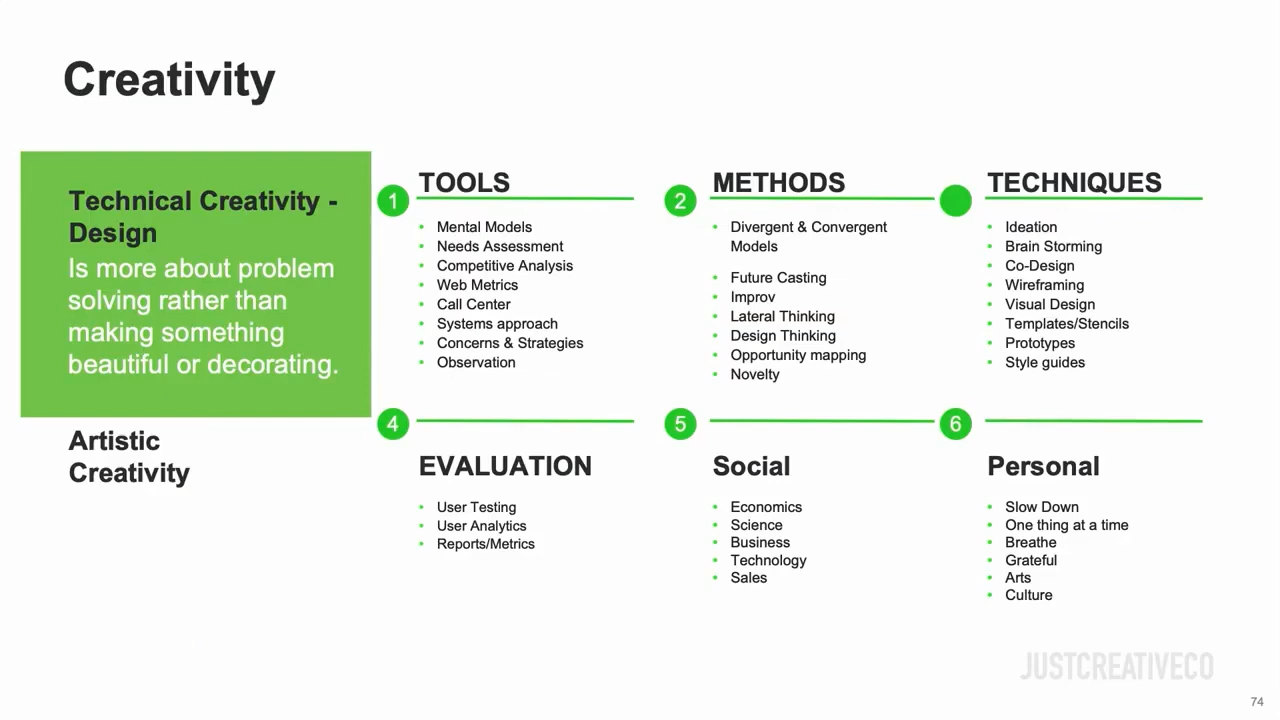 Creativity
Technical Creativity -
Design
Is more about problem
solving rather than
making something
beautiful or decorating.
Artistic
Creativity
1
TOOLS
Mental Models
Needs Assessment
Competitive Analysis
Web Metrics
Call Center
Systems approach
Concerns & Strategies
Observation
2
METHODS
Divergent & Convergent
Models
Future Casting
Improv
Lateral Thinking
Design Thinking
Opportunity mapping
Novelty
TECHNIQUES
Ideation
Brain Storming
Co-Design
Wireframing
Visual Design
Templates/Stencils
Prototypes
Style guides
4
EVALUATION
User Testing
User Analytics
Reports/Metrics
5
Social
Economics
Science
Business
Technology
Sales
6
Personal
Slow Down
One thing at a time
Breathe
Grateful
Arts
Culture
JUSTCREATIVECO
74